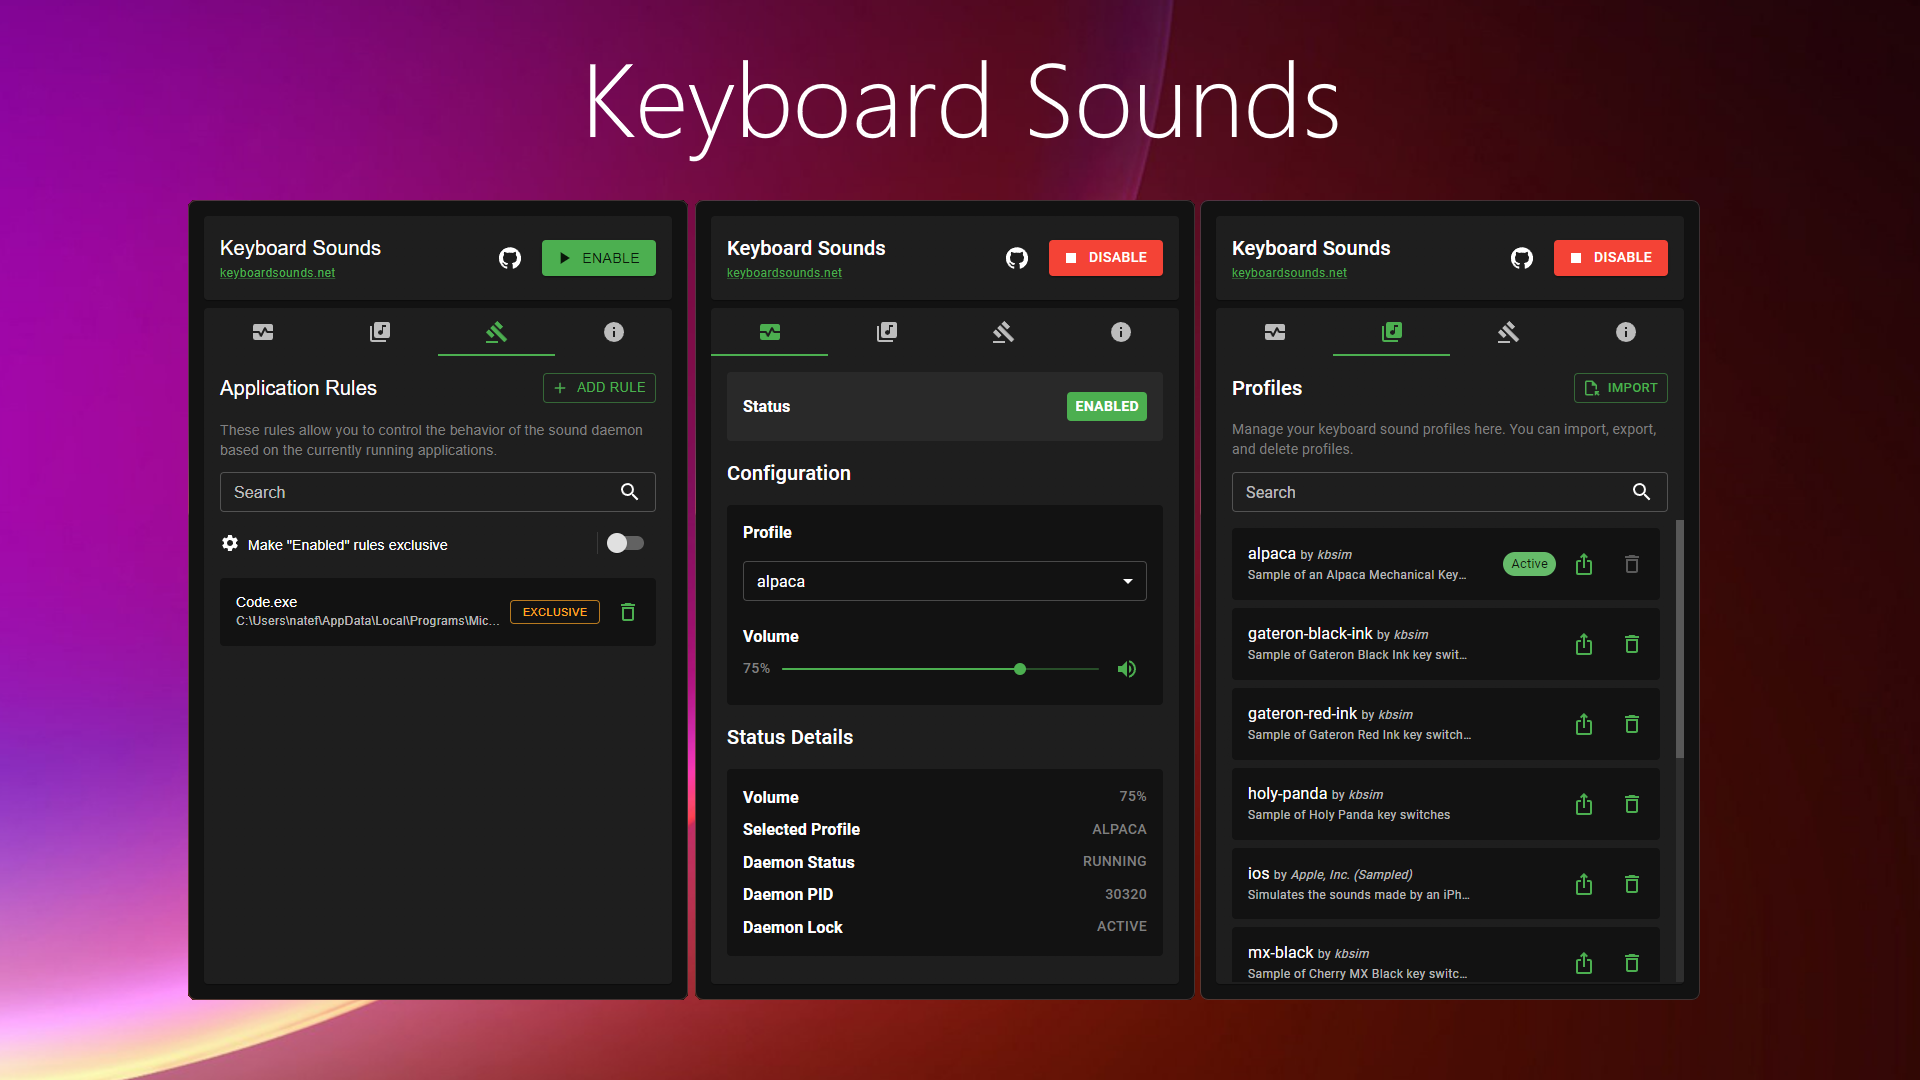 Keyboard Sounds
Keyboard Sounds
keyboardsounds.net
ENABLE
Application Rules
ADD RULE
These rules allow you to control the behavior of the sound daemon
based on the currently running applications.
Search
Make "Enabled" rules exclusive
Code.exe
C:\Users\natef\AppData\Local\Programs\Mic...
EXCLUSIVE
Keyboard Sounds
keyboardsounds.net
DISABLE
Status
ENABLED
Configuration
Profile
alpaca
Volume
75%
Status Details
Volume 75%
Selected Profile ALPACA
Daemon Status RUNNING
Daemon PID 30320
Daemon Lock ACTIVE
Keyboard Sounds
keyboardsounds.net
DISABLE
Profiles
IMPORT
Manage your keyboard sound profiles here. You can import, export,
and delete profiles.
Search
alpaca by kbsim
Sample of an Alpaca Mechanical Key...
Active
gateron-black-ink by kbsim
Sample of Gateron Black Ink key swit...
gateron-red-ink by kbsim
Sample of Gateron Red Ink key switch...
holy-panda by kbsim
Sample of Holy Panda key switches
ios by Apple, Inc. (Sampled)
Simulates the sounds made by an iPh...
mx-black by kbsim
Sample of Cherry MX Black key switc...